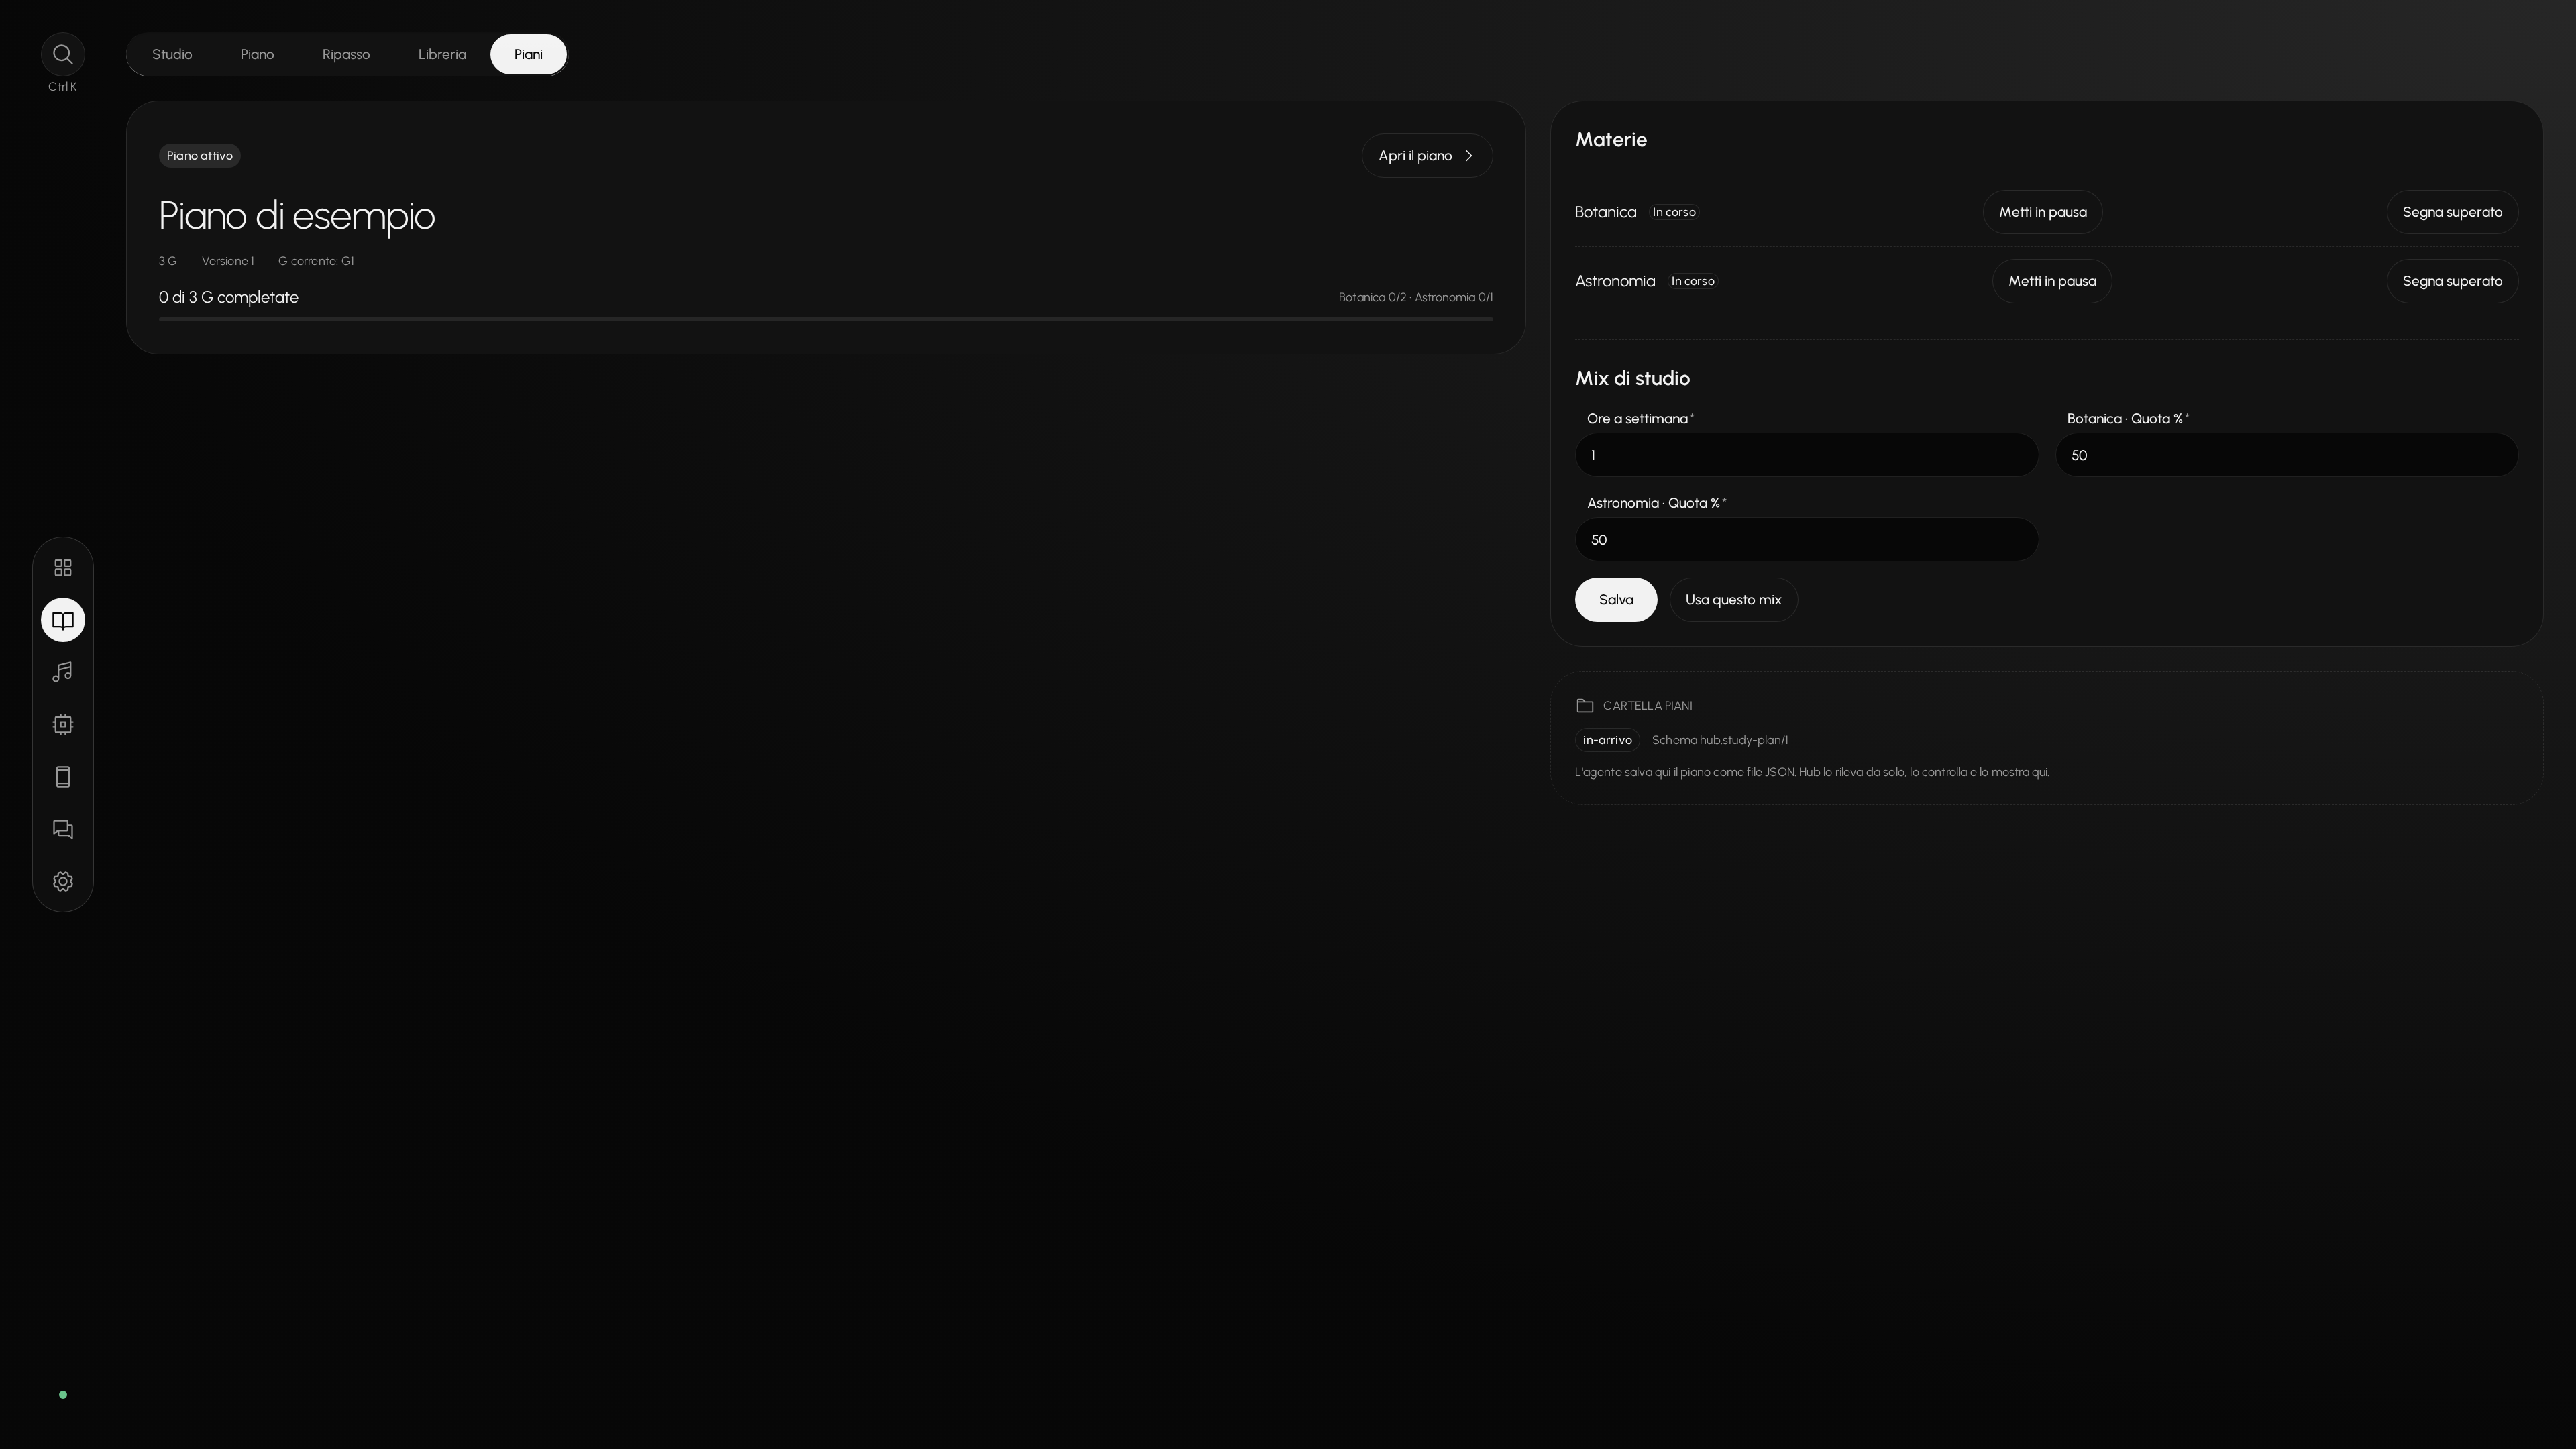 Ctrl K
Studio Piano Ripasso Libreria Piani
Piano attivo
Apri il piano
Piano di esempio
3 G Versione 1 G corrente: G1
0 di 3 G completate
Botanica 0/2 · Astronomia 0/1
Materie
Botanica In corso Metti in pausa Segna superato
Astronomia In corso Metti in pausa Segna superato
Mix di studio
Ore a settimana* Botanica · Quota %*
1 50
Astronomia · Quota %*
50
Salva Usa questo mix
CARTELLA PIANI
in-arrivo Schema hub.study-plan/1
L'agente salva qui il piano come file JSON. Hub lo rileva da solo, lo controlla e lo mostra qui.